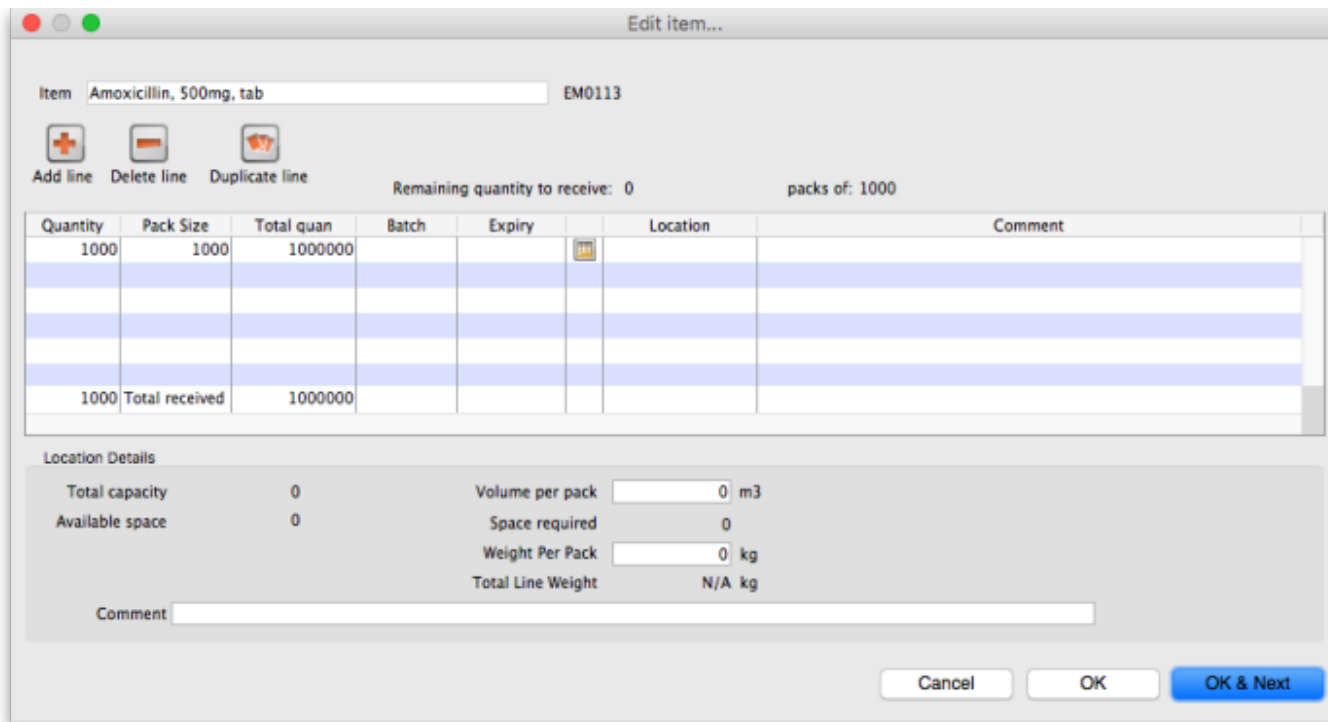 Edit item...
Item Amoxicillin, 500mg, tab EM0113
Add line Delete line Duplicate line
Remaining quantity to receive: 0 packs of: 1000
Quantity Pack Size Total quan Batch Expiry Location Comment
1000 1000 1000000
1000 Total received 1000000
Location Details
Total capacity 0 Volume per pack 0 m3
Available space 0 Space required 0
Weight Per Pack 0 kg
Total Line Weight N/A kg
Comment
Cancel OK OK & Next